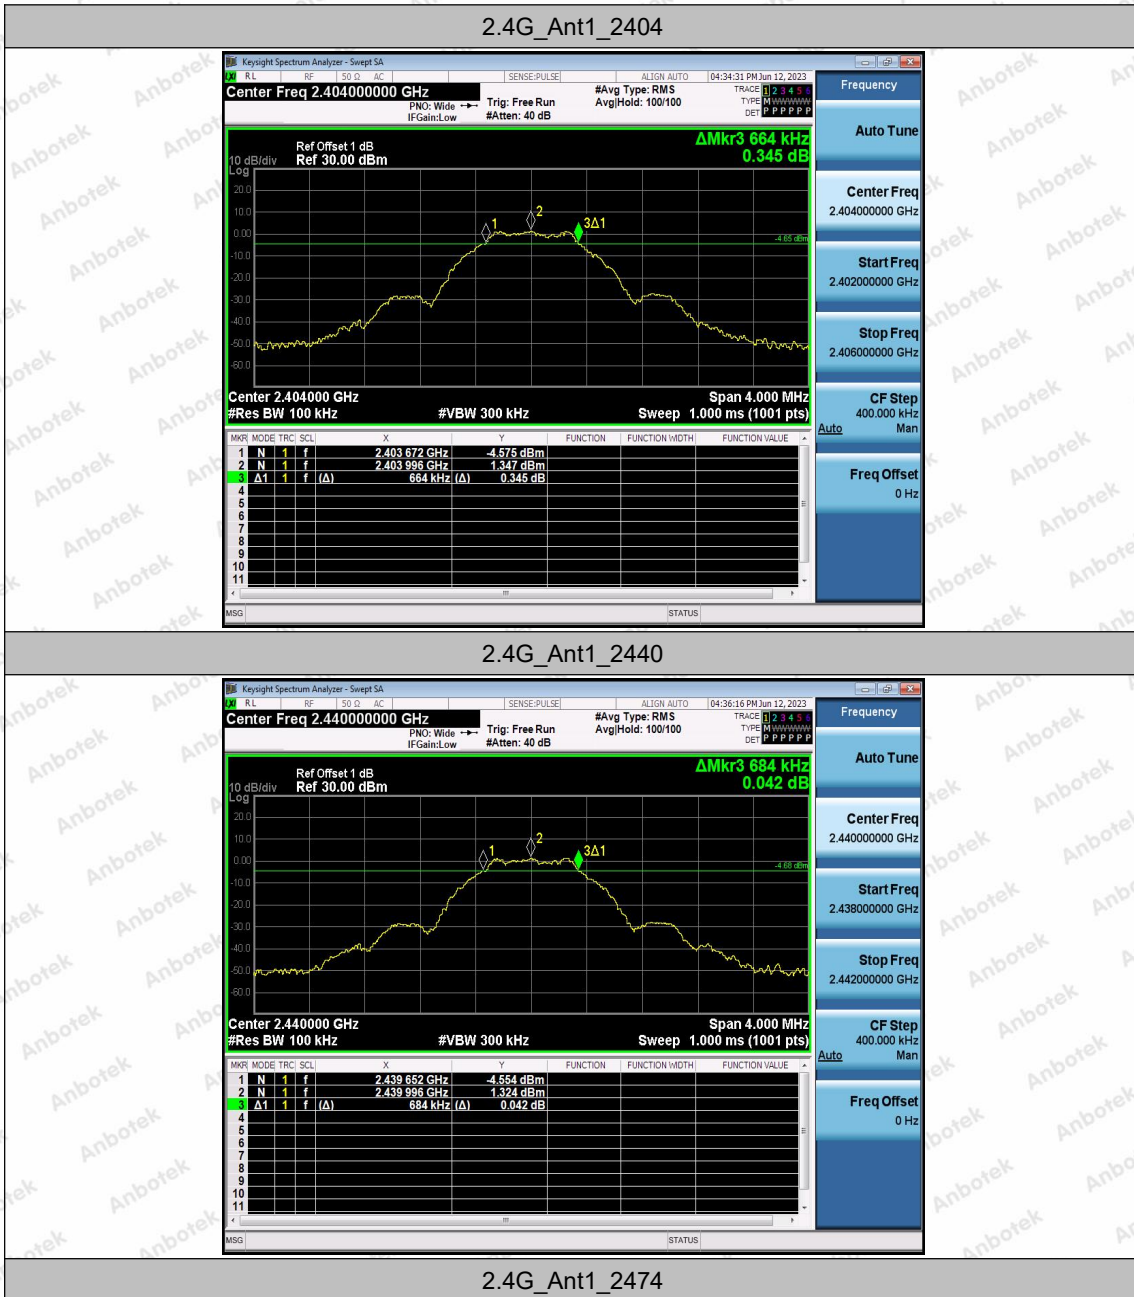 2.4G_Ant1_2404
Keysight Spectrum Analyzer - Swept SA
RL RF 50 Ω AC SENSE:PULSE ALIGN AUTO 04:34:31 PM Jun 12, 2023
Center Freq 2.404000000 GHz
PNO: Wide
IFGain:Low
Trig: Free Run
#Atten: 40 dB
#Avg Type: RMS
Avg|Hold: 100/100
TRACE 1 2 3 4 5 6
TYPE M W W W W W
DET P P P P P P
Ref Offset 1 dB
10 dB/div Ref 30.00 dBm
Log
ΔMkr3 664 kHz
0.345 dB
20.0
10.0
0.00
-10.0
-20.0
-30.0
-40.0
-50.0
-60.0
1
2
3Δ1
-4.65 dBm
Center 2.404000 GHz Span 4.000 MHz
#Res BW 100 kHz #VBW 300 kHz Sweep 1.000 ms (1001 pts)
MKR MODE TRC SCL X Y FUNCTION FUNCTION WIDTH FUNCTION VALUE
1 N 1 f 2.403 672 GHz -4.575 dBm
2 N 1 f 2.403 996 GHz 1.347 dBm
3 Δ1 1 f (Δ) 664 kHz (Δ) 0.345 dB
4
5
6
7
8
9
10
11
MSG STATUS
Frequency
Auto Tune
Center Freq
2.404000000 GHz
Start Freq
2.402000000 GHz
Stop Freq
2.406000000 GHz
CF Step
400.000 kHz
Auto Man
Freq Offset
0 Hz
2.4G_Ant1_2440
Keysight Spectrum Analyzer - Swept SA
RL RF 50 Ω AC SENSE:PULSE ALIGN AUTO 04:36:16 PM Jun 12, 2023
Center Freq 2.440000000 GHz
PNO: Wide
IFGain:Low
Trig: Free Run
#Atten: 40 dB
#Avg Type: RMS
Avg|Hold: 100/100
TRACE 1 2 3 4 5 6
TYPE M W W W W W
DET P P P P P P
Ref Offset 1 dB
10 dB/div Ref 30.00 dBm
Log
ΔMkr3 684 kHz
0.042 dB
20.0
10.0
0.00
-10.0
-20.0
-30.0
-40.0
-50.0
-60.0
1
2
3Δ1
-4.68 dBm
Center 2.440000 GHz Span 4.000 MHz
#Res BW 100 kHz #VBW 300 kHz Sweep 1.000 ms (1001 pts)
MKR MODE TRC SCL X Y FUNCTION FUNCTION WIDTH FUNCTION VALUE
1 N 1 f 2.439 652 GHz -4.554 dBm
2 N 1 f 2.439 996 GHz 1.324 dBm
3 Δ1 1 f (Δ) 684 kHz (Δ) 0.042 dB
4
5
6
7
8
9
10
11
MSG STATUS
Frequency
Auto Tune
Center Freq
2.440000000 GHz
Start Freq
2.438000000 GHz
Stop Freq
2.442000000 GHz
CF Step
400.000 kHz
Auto Man
Freq Offset
0 Hz
2.4G_Ant1_2474
Anbotek